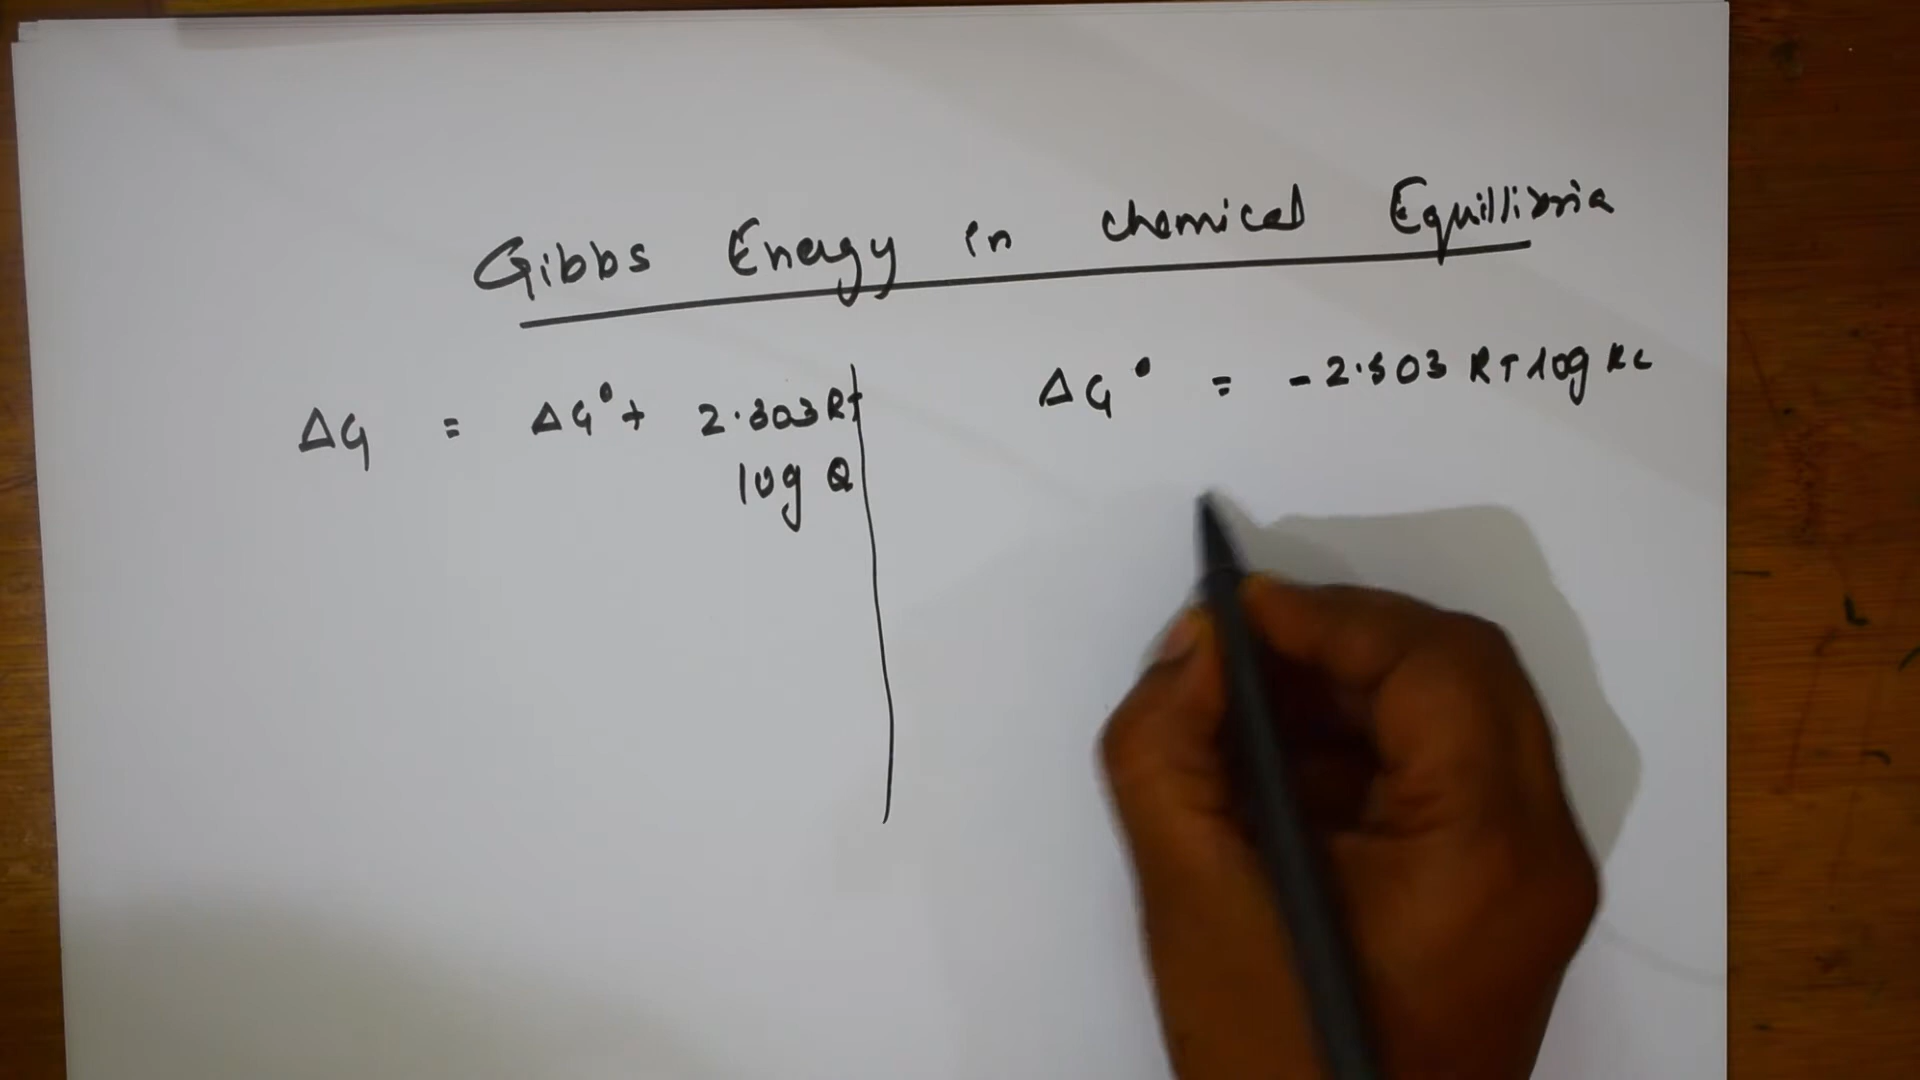 Gibbs Energy in chemical Equillibria
ΔG = ΔG° + 2.303RT
log Q
ΔG° = -2.303 RT log Kc